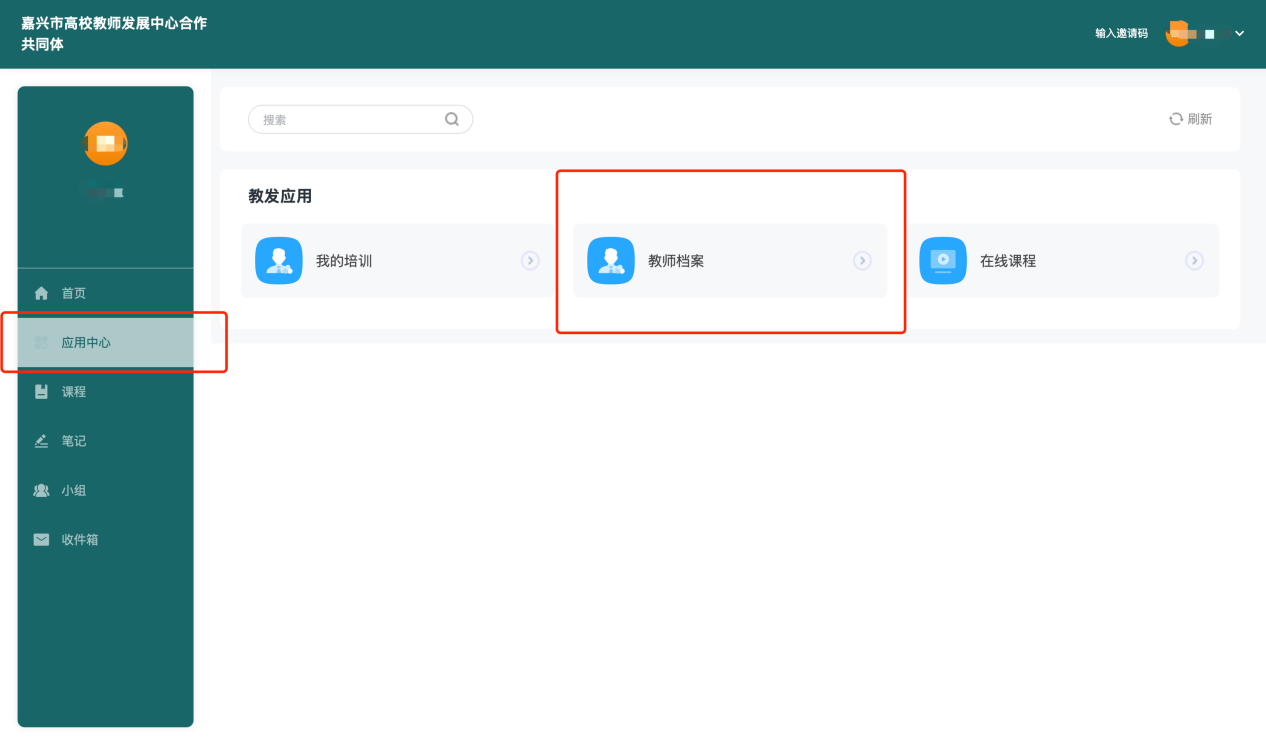 嘉兴市高校教师发展中心合作
共同体
输入邀请码
搜索
刷新
教发应用
我的培训
教师档案
在线课程
首页
应用中心
课程
笔记
小组
收件箱